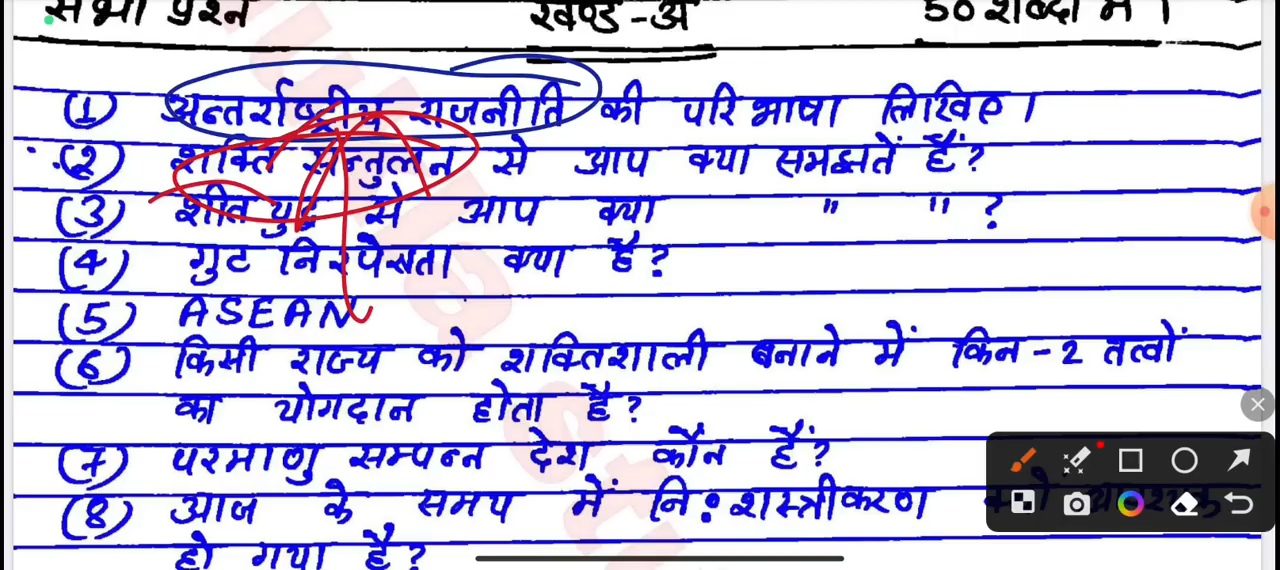 सभी प्रश्न खण्ड-अ 50 शब्दों में ।
(1) अन्तर्राष्ट्रीय राजनीति की परिभाषा लिखिए ।
(2) शक्ति सन्तुलन से आप क्या समझतें हैं?
(3) शीत युद्ध से आप क्या " " ?
(4) गुट निरपेक्षता क्या है?
(5) ASEAN
(6) किसी राज्य को शक्तिशाली बनाने में किन-2 तत्वों
का योगदान होता है?
(7) परमाणु सम्पन्न देश कौन हैं?
(8) आज के समय में नि:शस्त्रीकरण
हो गया है?